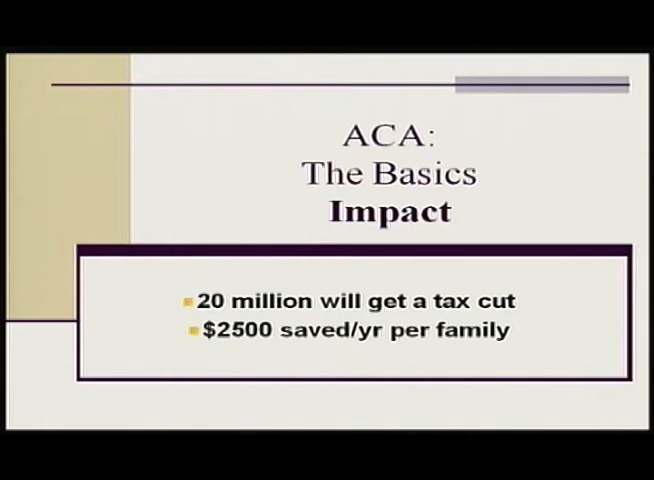 ACA:
The Basics
Impact
20 million will get a tax cut
$2500 saved/yr per family